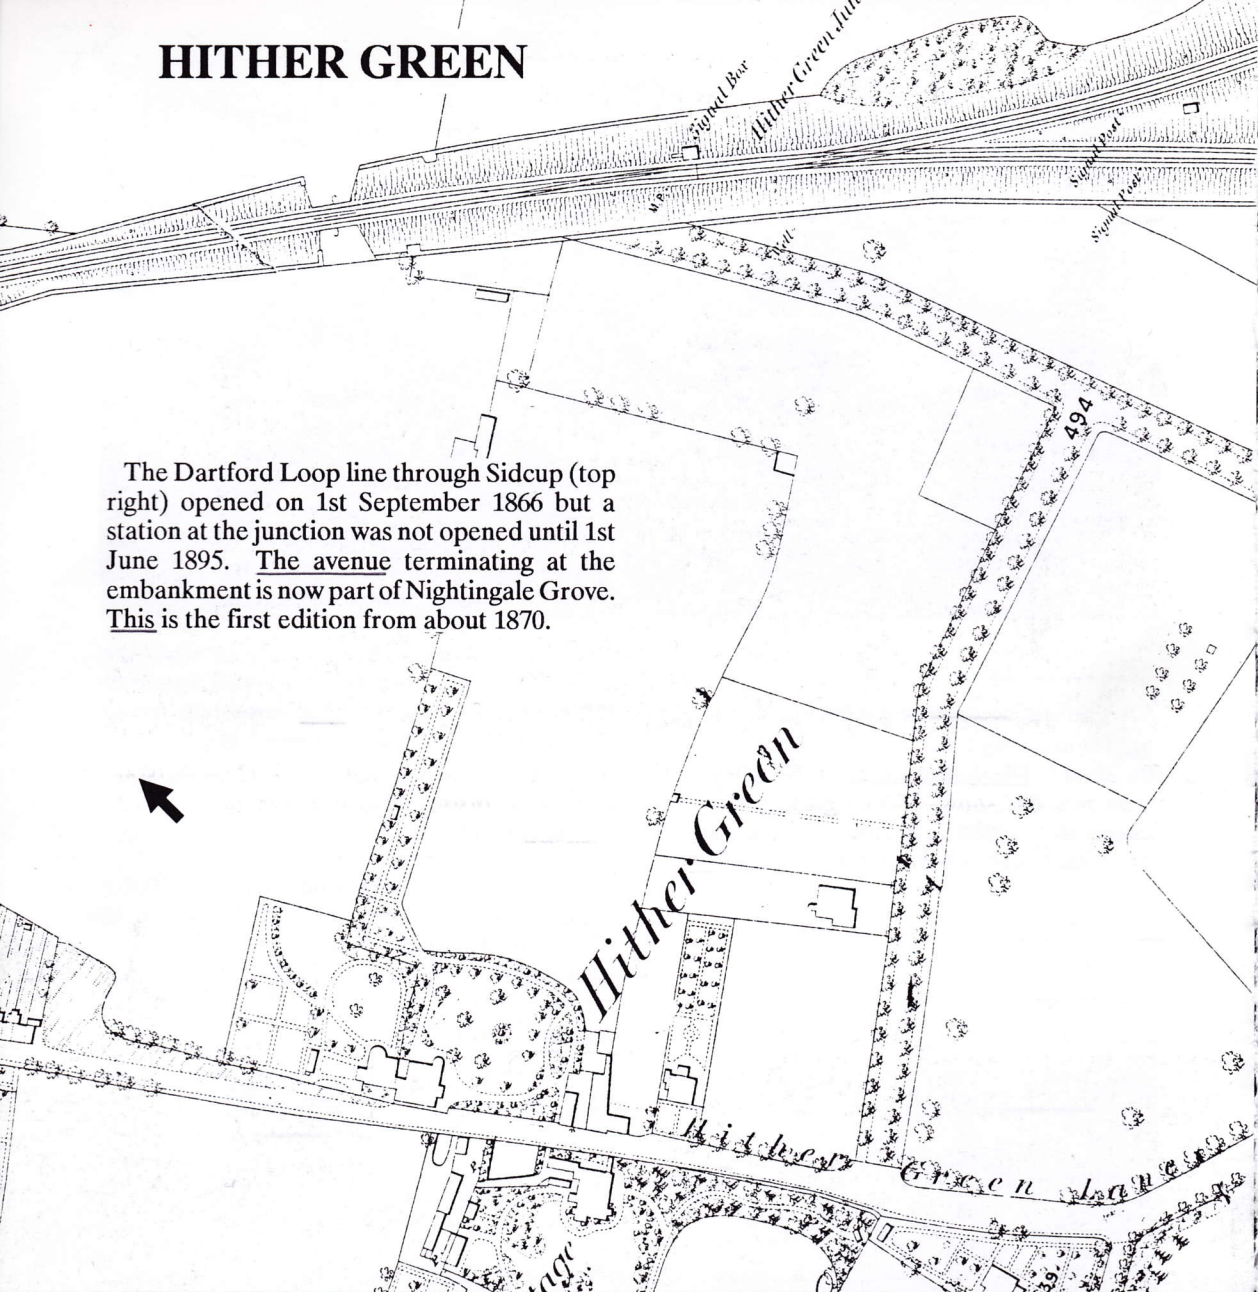 HITHER GREEN
Signal Box
Hither Green Jun
Signal Post
Signal Post
M.P.
494
The Dartford Loop line through Sidcup (top
right) opened on 1st September 1866 but a
station at the junction was not opened until 1st
June 1895. The avenue terminating at the
embankment is now part of Nightingale Grove.
This is the first edition from about 1870.
Hither Green
Hither Green Lane